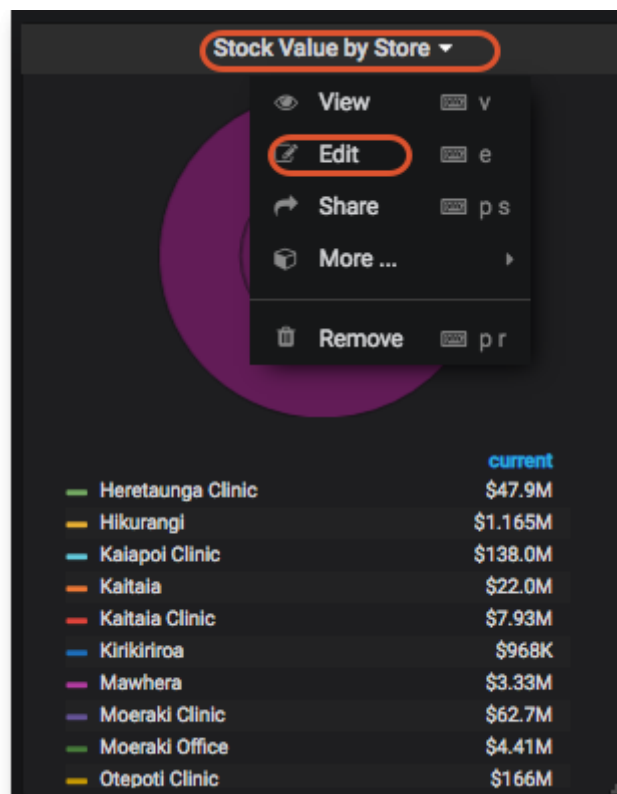 Stock Value by Store
View v
Edit e
Share p s
More ...
Remove p r
current
Heretaunga Clinic $47.9M
Hikurangi $1.165M
Kaiapoi Clinic $138.0M
Kaitaia $22.0M
Kaitaia Clinic $7.93M
Kirikiriroa $968K
Mawhera $3.33M
Moeraki Clinic $62.7M
Moeraki Office $4.41M
Otepoti Clinic $166M